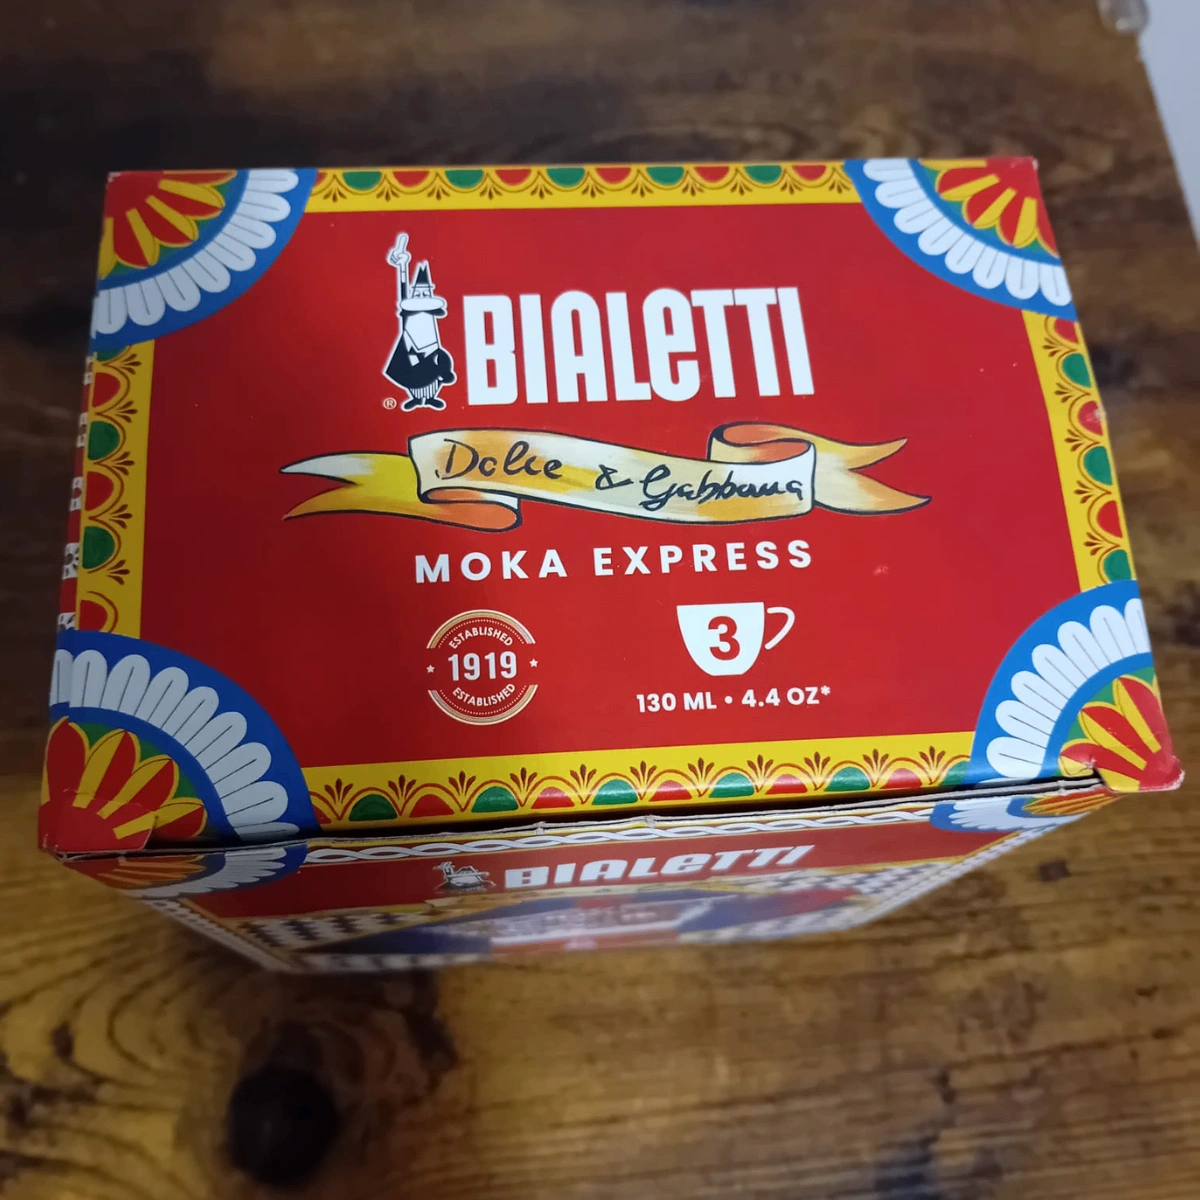 BIALETTI
®
Dolce & Gabbana
MOKA EXPRESS
ESTABLISHED
1919
ESTABLISHED
3
130 ML • 4.4 OZ*
BIALETTI